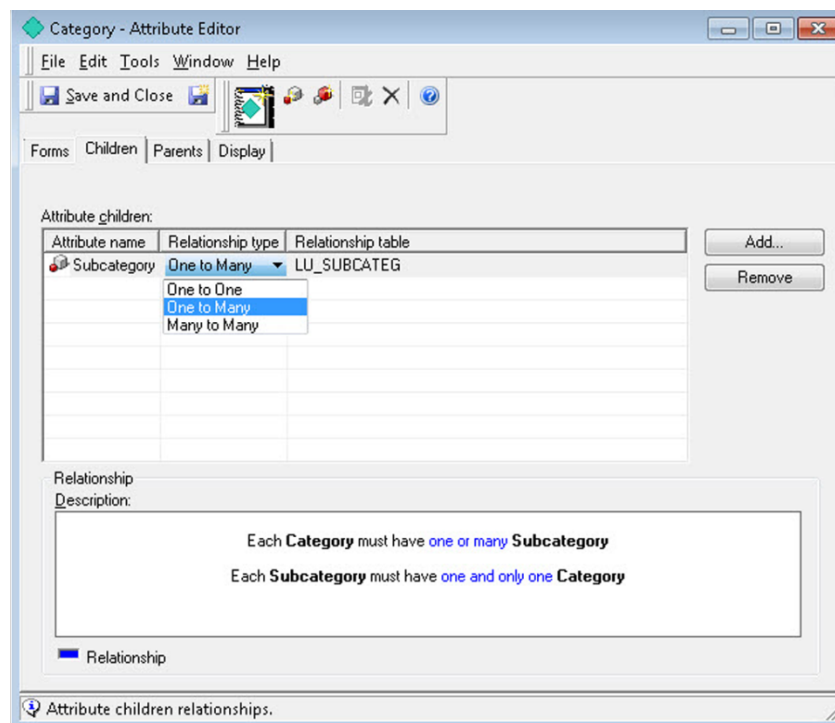 Category - Attribute Editor
File Edit Tools Window Help
Save and Close
Forms Children Parents Display
Attribute children:
Attribute name Relationship type Relationship table
Subcategory One to Many LU_SUBCATEG
One to One
One to Many
Many to Many
Add...
Remove
Relationship
Description:
Each Category must have one or many Subcategory
Each Subcategory must have one and only one Category
Relationship
Attribute children relationships.